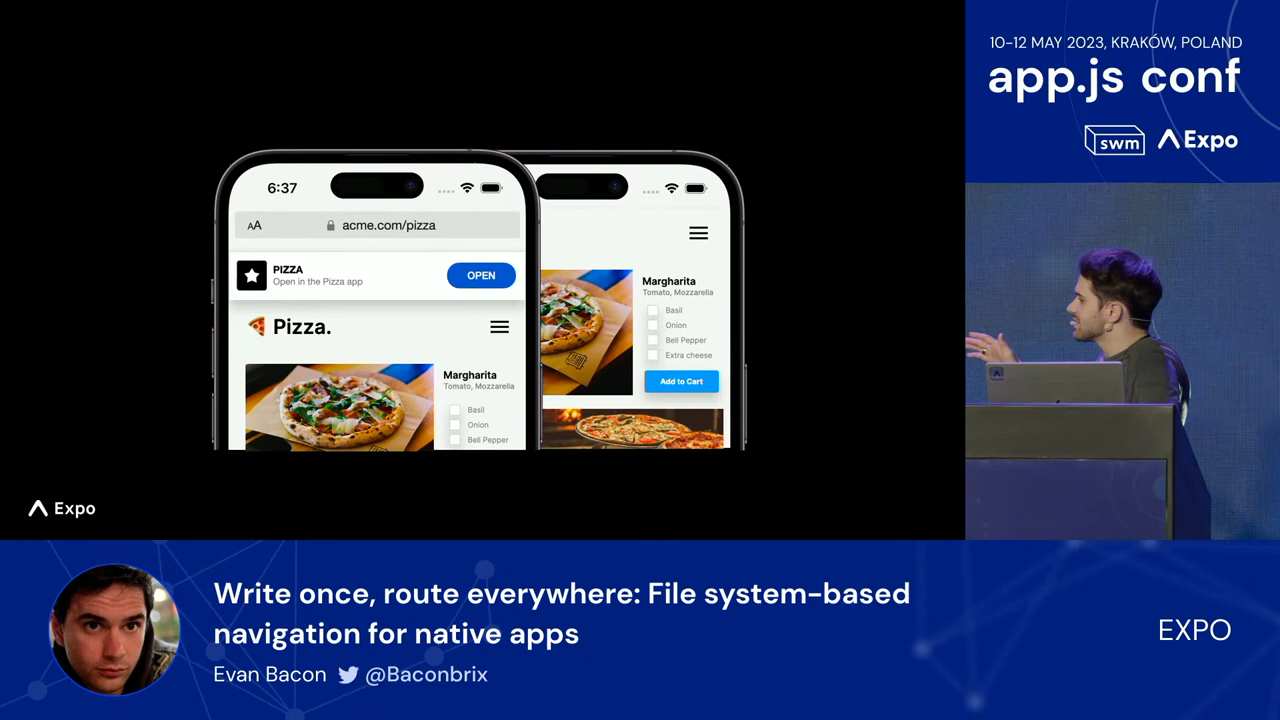 10-12 MAY 2023, KRAKÓW, POLAND
app.js conf
swm Expo
6:37
AA acme.com/pizza
PIZZA
Open in the Pizza app
OPEN
Pizza.
Margharita
Tomato, Mozzarella
Basil
Onion
Bell Pepper
Margharita
Tomato, Mozzarella
Basil
Onion
Bell Pepper
Extra cheese
Add to Cart
Expo
Write once, route everywhere: File system-based
navigation for native apps
Evan Bacon @Baconbrix
EXPO